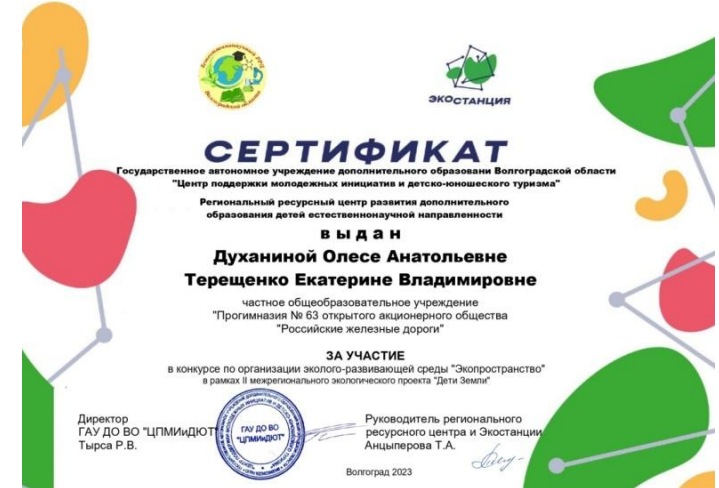 Естественнонаучный РРЦ
Волгоградской области
ЭКОСТАНЦИЯ
СЕРТИФИКАТ
Государственное автономное учреждение дополнительного образовани Волгоградской области
"Центр поддержки молодежных инициатив и детско-юношеского туризма"
Региональный ресурсный центр развития дополнительного
образования детей естественнонаучной направленности
выдан
Духаниной Олесе Анатольевне
Терещенко Екатерине Владимировне
частное общеобразовательное учреждение
"Прогимназия № 63 открытого акционерного общества
"Российские железные дороги"
ЗА УЧАСТИЕ
в конкурсе по организации эколого-развивающей среды "Экопространство"
в рамках II межрегионального экологического проекта "Дети Земли"
Директор
ГАУ ДО ВО "ЦПМИиДЮТ"
Тырса Р.В.
ГАУ ДО ВО
"ЦПМИиДЮТ"
Руководитель регионального
ресурсного центра и Экостанции
Анцыперова Т.А.
Волгоград 2023